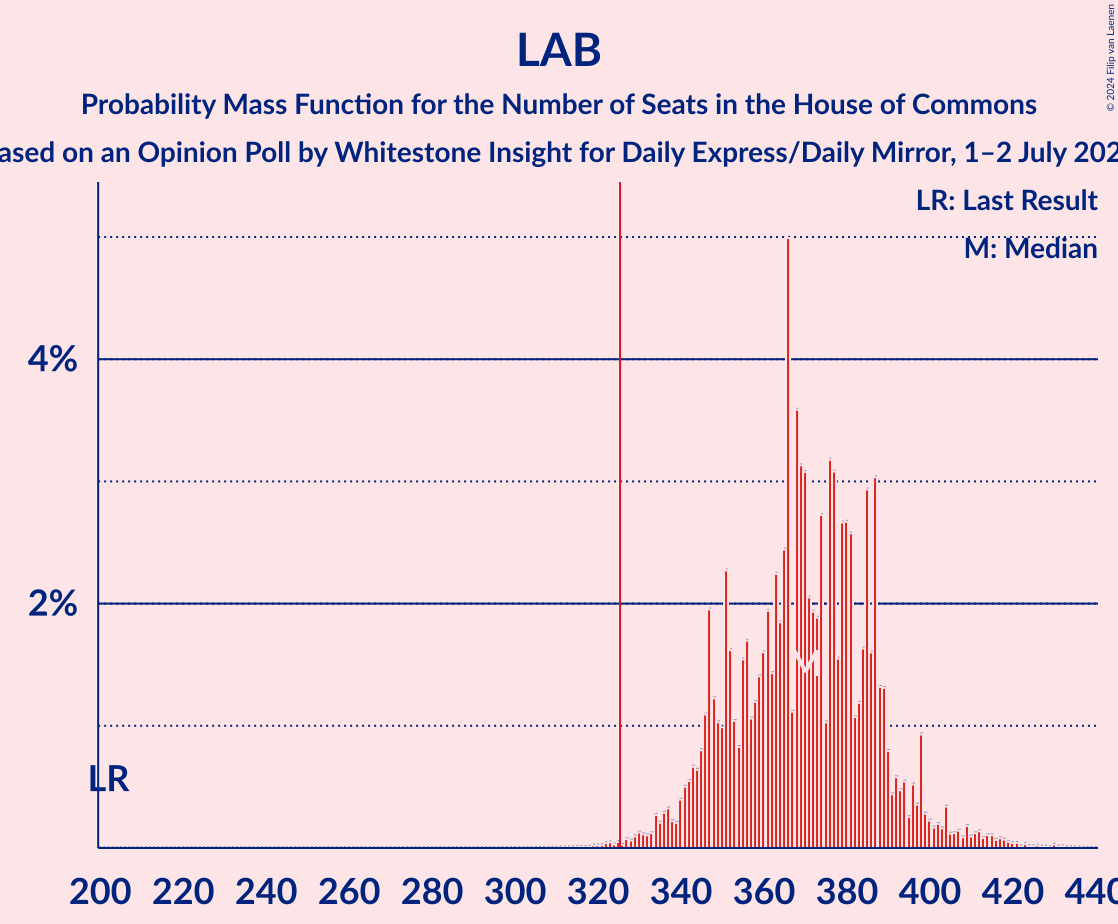 LAB
Probability Mass Function for the Number of Seats in the House of Commons
ased on an Opinion Poll by Whitestone Insight for Daily Express/Daily Mirror, 1–2 July 202
© 2024 Filip van Laenen
LR: Last Result
M: Median
4%
2%
M
LR
200 220 240 260 280 300 320 340 360 380 400 420 440